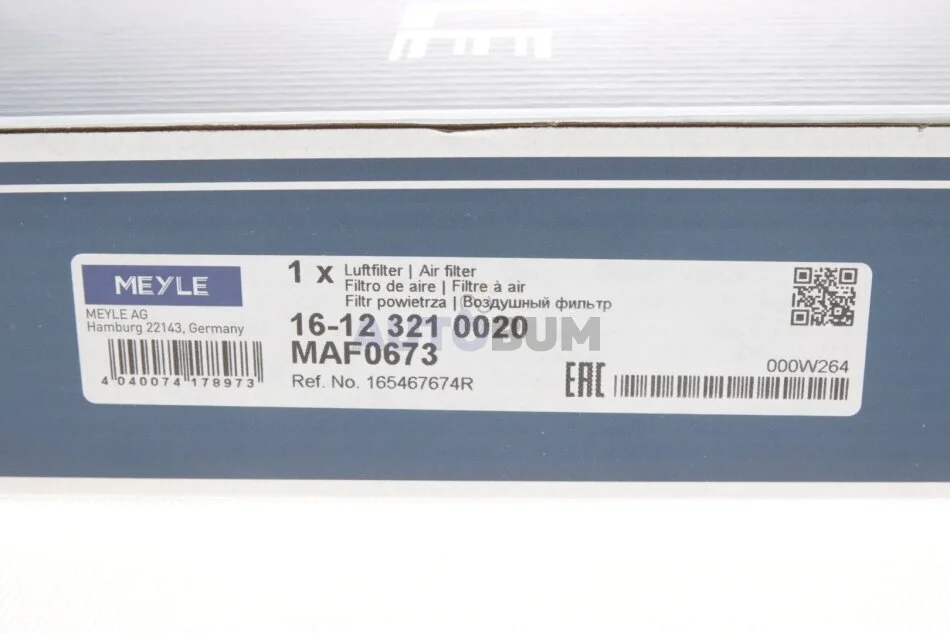 MEYLE
MEYLE AG
Hamburg 22143, Germany
4 040074 178973
1 x Luftfilter | Air filter
Filtro de aire | Filtre à air
Filtr powietrza | Воздушный фильтр
16-12 321 0020
MAF0673
Ref. No. 165467674R
AUTOBUM
EAC
000W264